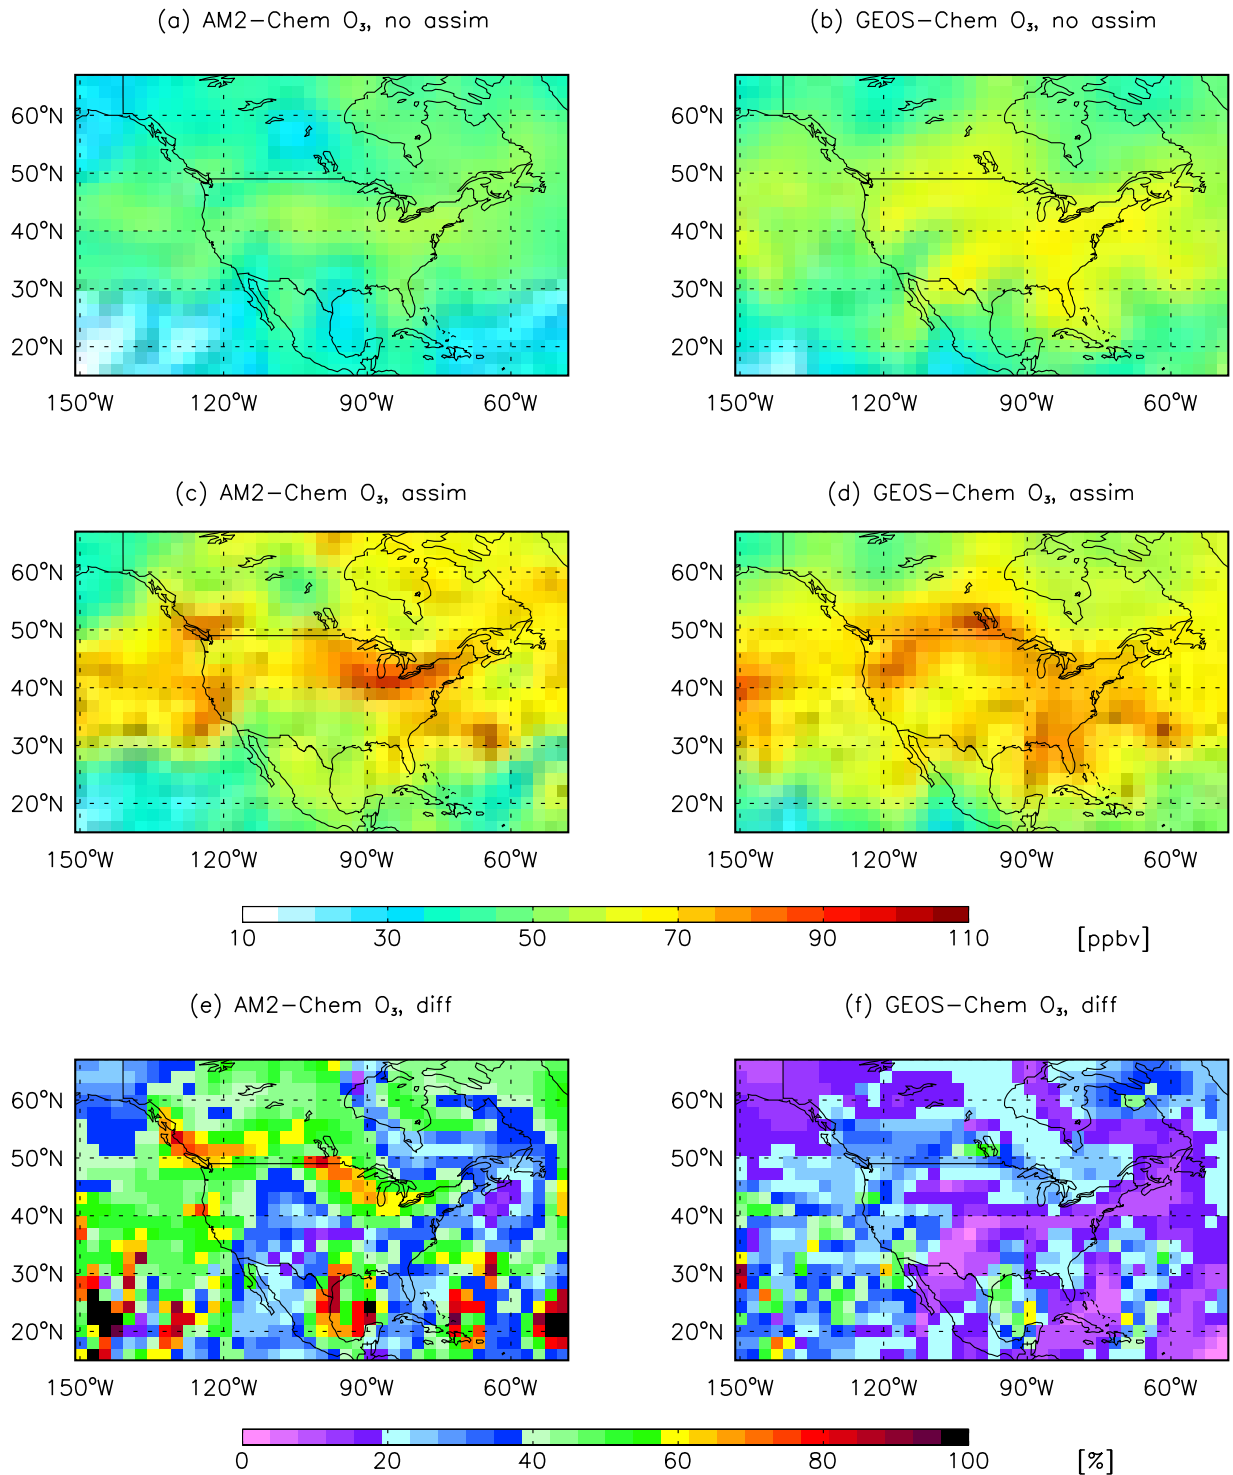 (a) AM2−Chem O₃, no assim
(b) GEOS−Chem O₃, no assim
60°N
50°N
40°N
30°N
20°N
150°W 120°W 90°W 60°W
60°N
50°N
40°N
30°N
20°N
150°W 120°W 90°W 60°W
(c) AM2−Chem O₃, assim
(d) GEOS−Chem O₃, assim
60°N
50°N
40°N
30°N
20°N
150°W 120°W 90°W 60°W
60°N
50°N
40°N
30°N
20°N
150°W 120°W 90°W 60°W
10 30 50 70 90 110 [ppbv]
(e) AM2−Chem O₃, diff
(f) GEOS−Chem O₃, diff
60°N
50°N
40°N
30°N
20°N
150°W 120°W 90°W 60°W
60°N
50°N
40°N
30°N
20°N
150°W 120°W 90°W 60°W
0 20 40 60 80 100 [%]